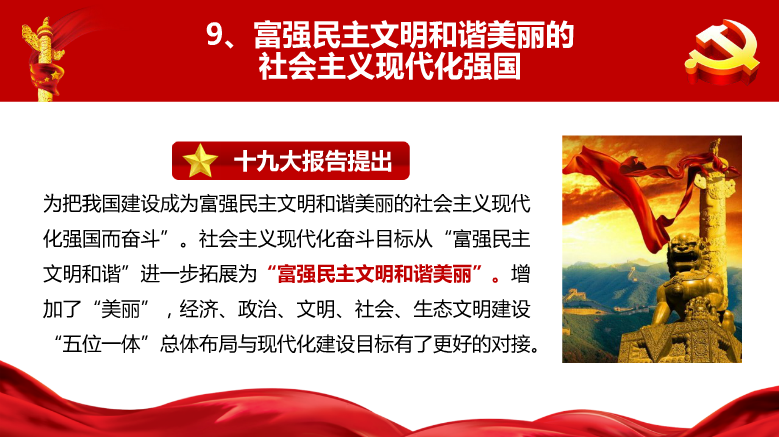 9、富强民主文明和谐美丽的
社会主义现代化强国
十九大报告提出
为把我国建设成为富强民主文明和谐美丽的社会主义现代
化强国而奋斗”。社会主义现代化奋斗目标从“富强民主
文明和谐”进一步拓展为“富强民主文明和谐美丽”。增
加了“美丽”，经济、政治、文明、社会、生态文明建设
“五位一体”总体布局与现代化建设目标有了更好的对接。